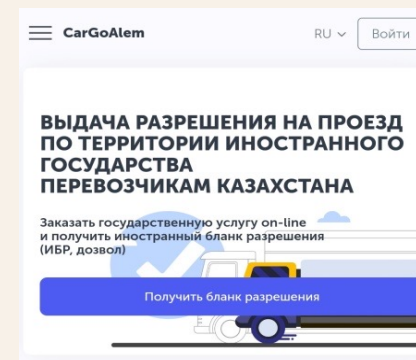 CarGoAlem
RU
Войти
ВЫДАЧА РАЗРЕШЕНИЯ НА ПРОЕЗД
ПО ТЕРРИТОРИИ ИНОСТРАННОГО
ГОСУДАРСТВА
ПЕРЕВОЗЧИКАМ КАЗАХСТАНА
Заказать государственную услугу on-line
и получить иностранный бланк разрешения
(ИБР, дозвол)
Получить бланк разрешения